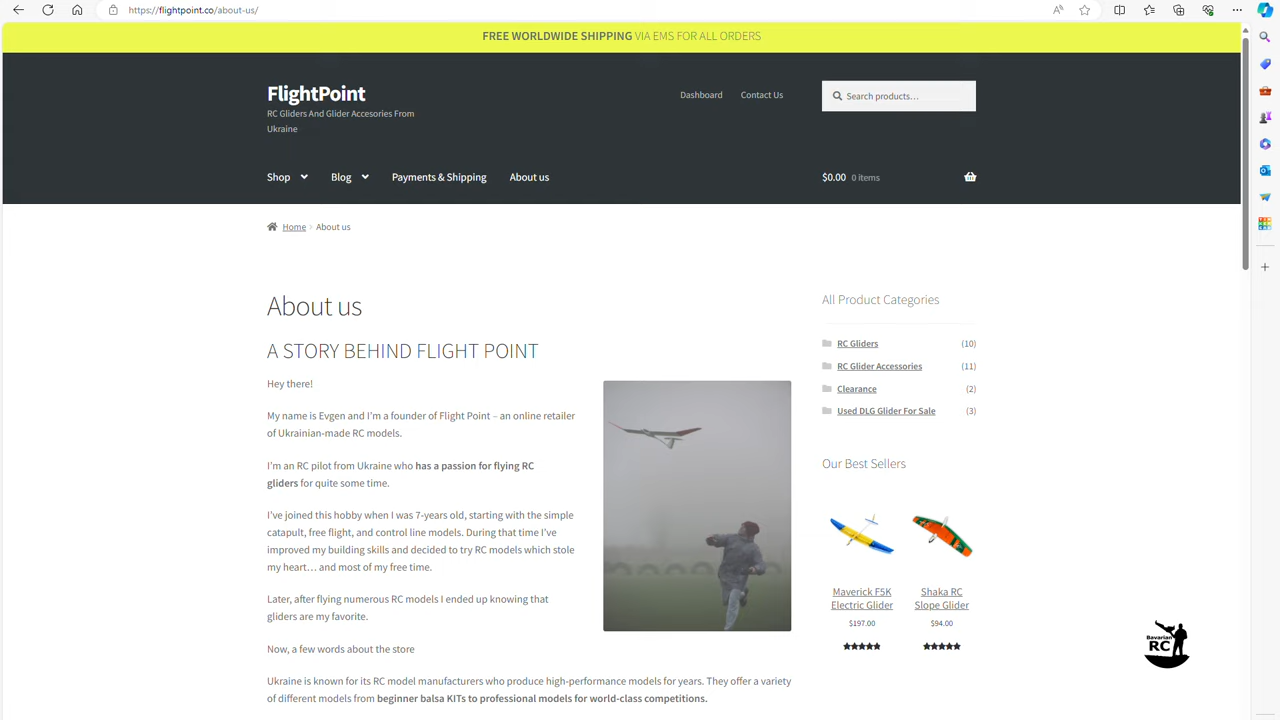 https://flightpoint.co/about-us/
FREE WORLDWIDE SHIPPING VIA EMS FOR ALL ORDERS
FlightPoint
RC Gliders And Glider Accesories From
Ukraine
Dashboard
Contact Us
Search products…
Shop
Blog
Payments & Shipping
About us
$0.00 0 items
Home
About us
About us
A STORY BEHIND FLIGHT POINT
Hey there!
My name is Evgen and I'm a founder of Flight Point – an online retailer
of Ukrainian-made RC models.
I'm an RC pilot from Ukraine who has a passion for flying RC
gliders for quite some time.
I've joined this hobby when I was 7-years old, starting with the simple
catapult, free flight, and control line models. During that time I've
improved my building skills and decided to try RC models which stole
my heart… and most of my free time.
Later, after flying numerous RC models I ended up knowing that
gliders are my favorite.
Now, a few words about the store
Ukraine is known for its RC model manufacturers who produce high-performance models for years. They offer a variety
of different models from beginner balsa KITs to professional models for world-class competitions.
All Product Categories
RC Gliders (10)
RC Glider Accessories (11)
Clearance (2)
Used DLG Glider For Sale (3)
Our Best Sellers
Maverick F5K
Electric Glider
$197.00
Shaka RC
Slope Glider
$94.00
Bavarian
RC